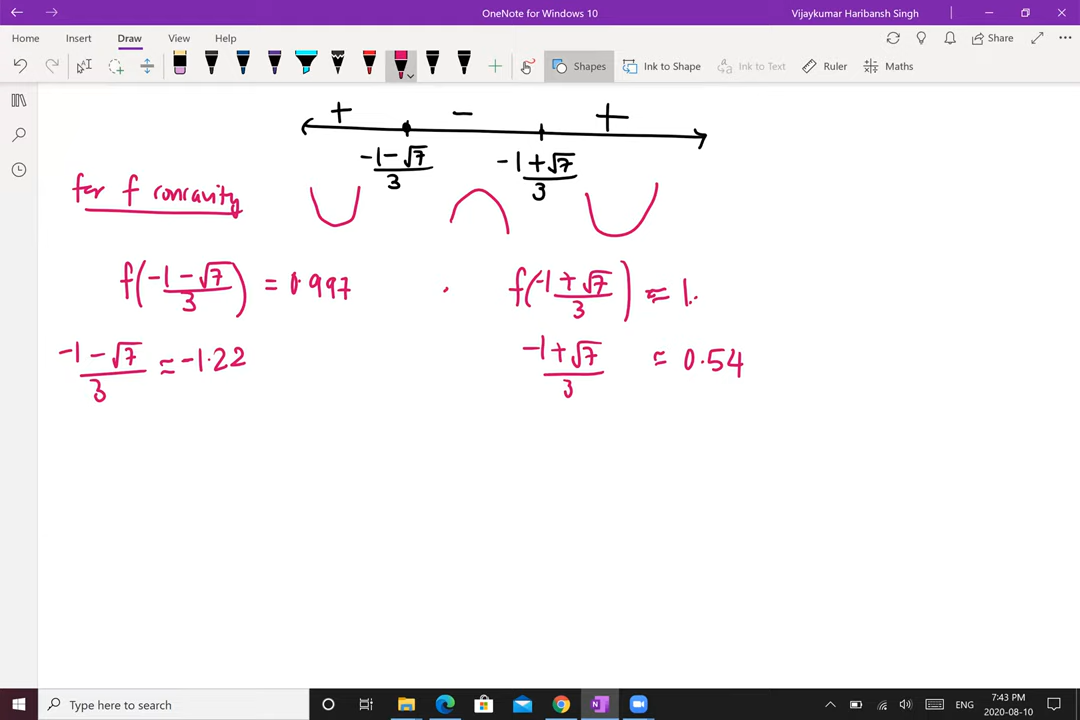 OneNote for Windows 10
Vijaykumar Haribansh Singh
Home Insert Draw View Help
Share
Shapes Ink to Shape Ink to Text Ruler Maths
+ − +
-1-√7/3 -1+√7/3
for f concavity
f(-1-√7/3) = 0.997 . f(-1+√7/3) ≈ 1.
-1-√7/3 ≈ -1.22 -1+√7/3 ≈ 0.54
Type here to search
ENG
7:43 PM
2020-08-10